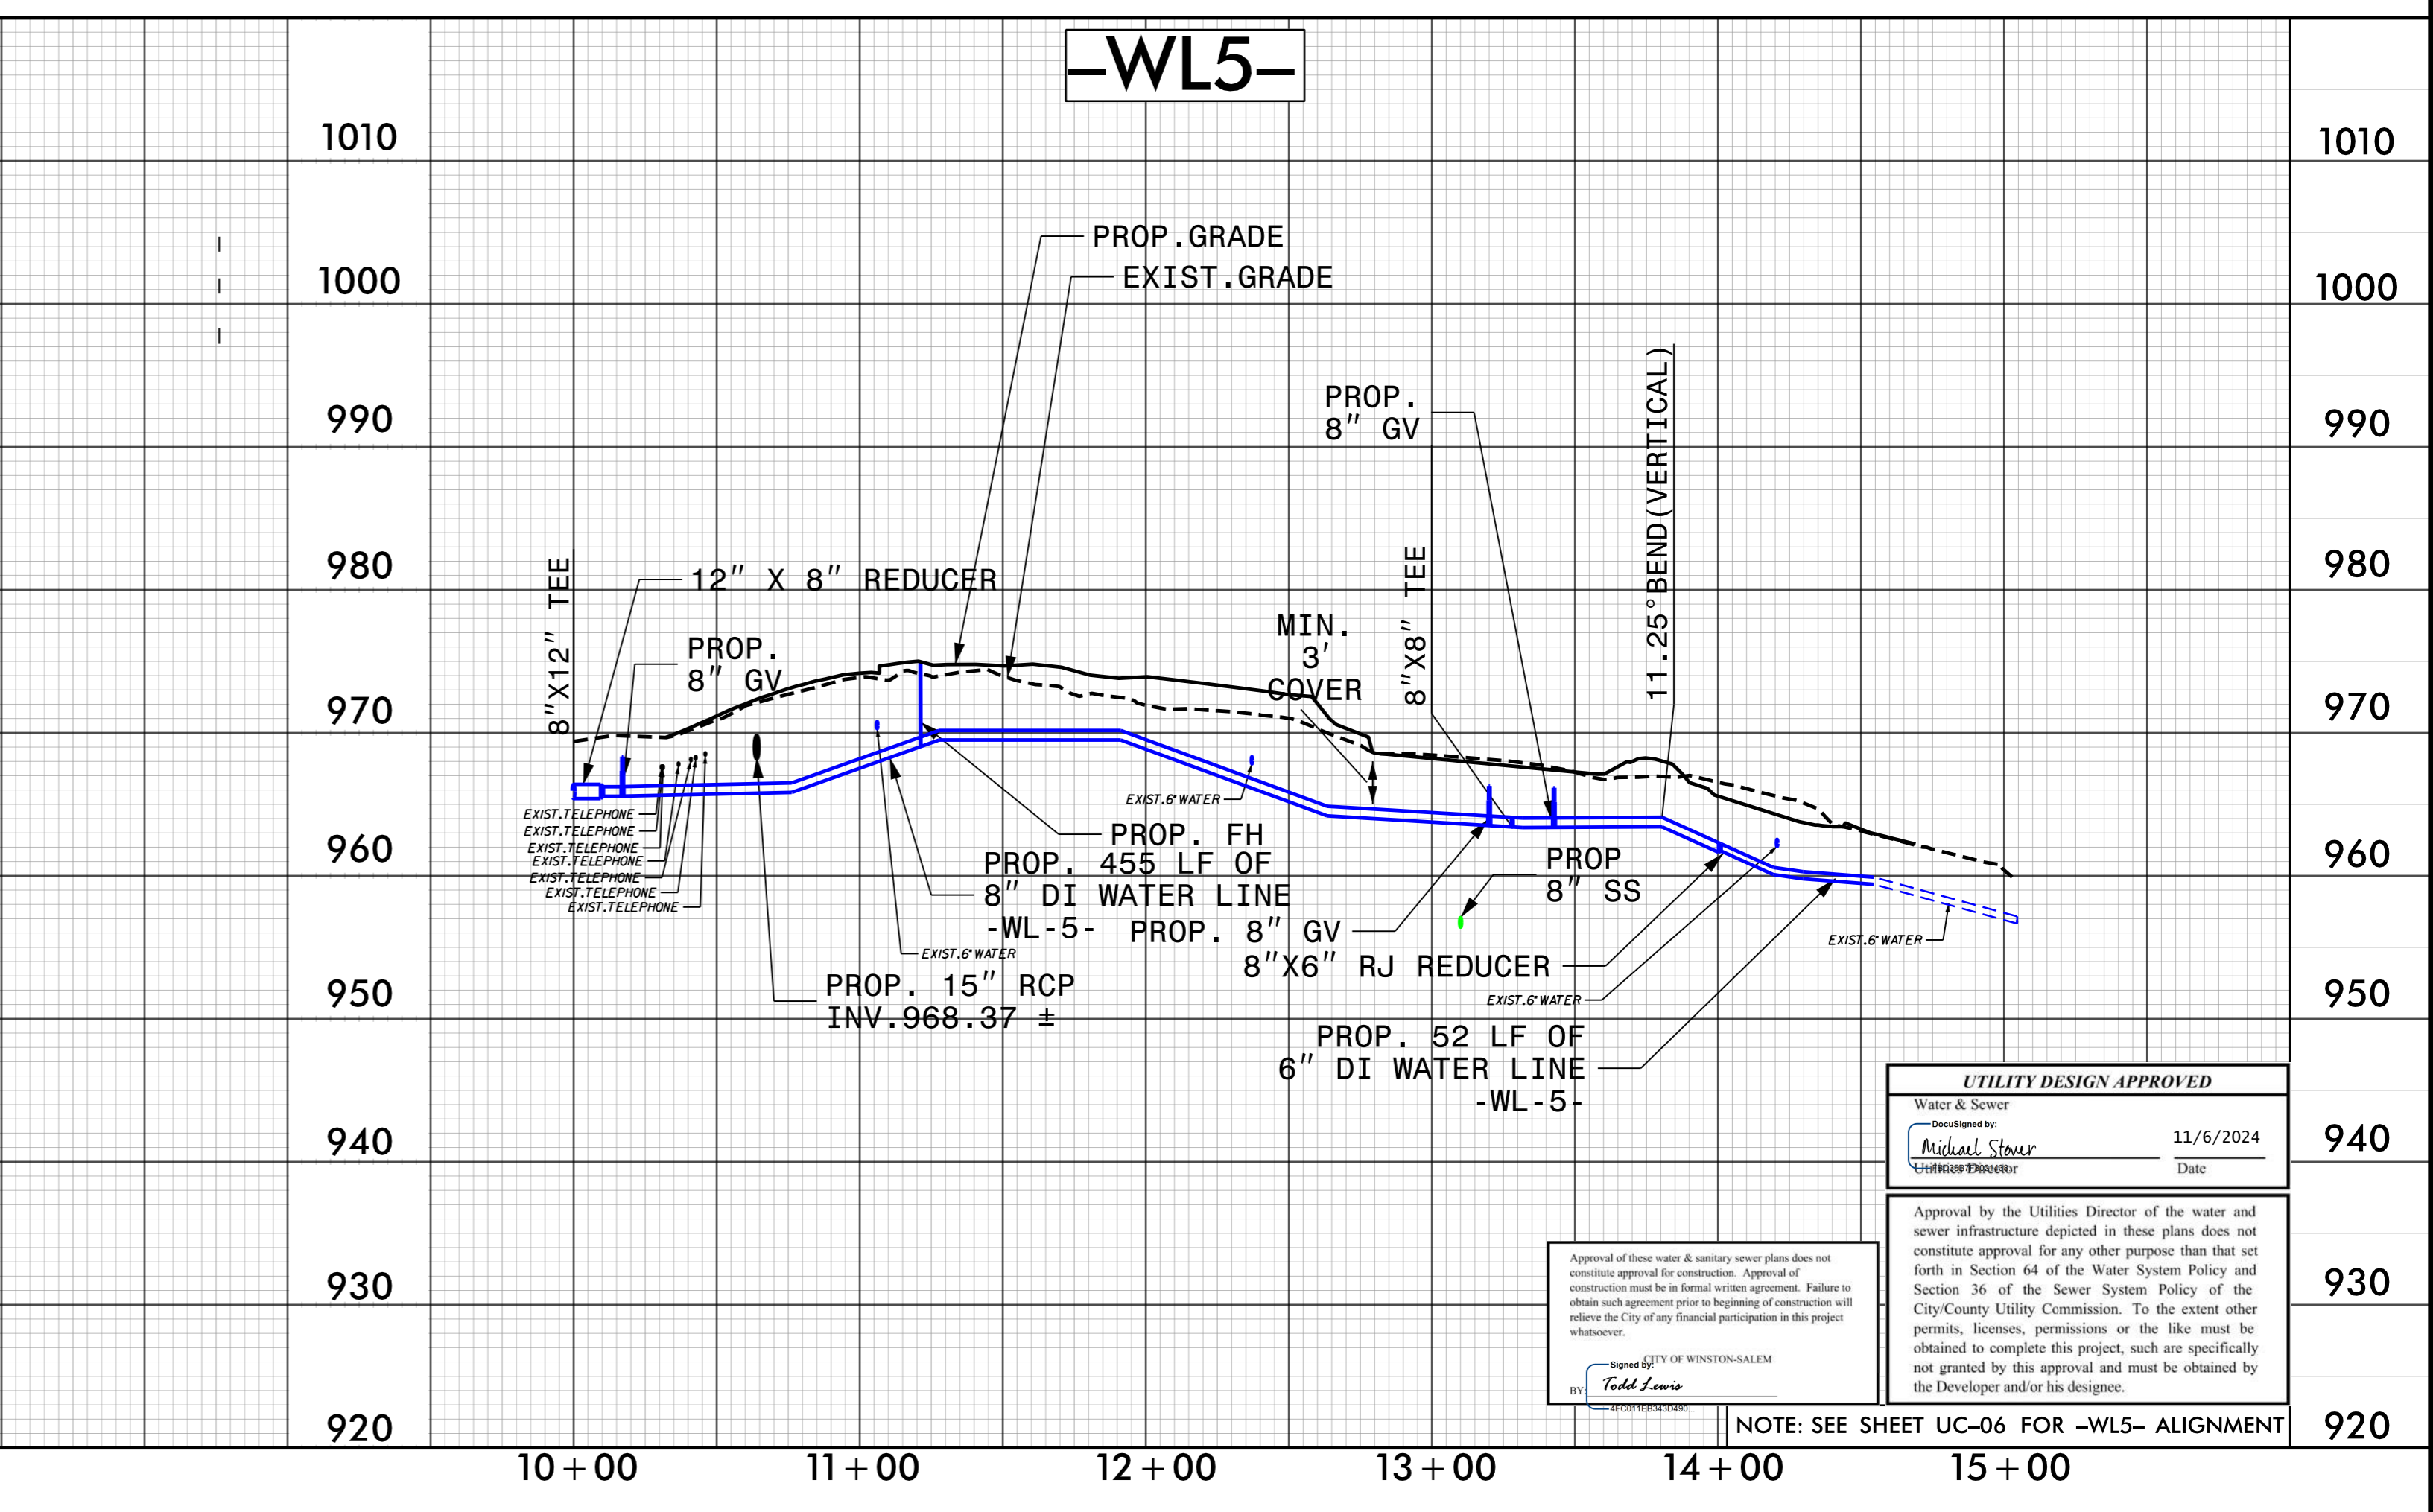 –WL5–
1010
1010
PROP.GRADE
EXIST.GRADE
1000
1000
990
990
PROP.
8" GV
11.25°BEND(VERTICAL)
980
980
8"X12" TEE
12" X 8" REDUCER
8"X8" TEE
MIN.
3'
COVER
PROP.
8" GV
970
970
EXIST.TELEPHONE
EXIST.TELEPHONE
EXIST.TELEPHONE
EXIST.TELEPHONE
EXIST.TELEPHONE
EXIST.TELEPHONE
EXIST.TELEPHONE
EXIST.6"WATER
960
960
PROP. FH
PROP. 455 LF OF
8" DI WATER LINE
-WL-5-
PROP
8" SS
PROP. 8" GV
EXIST.6"WATER
EXIST.6"WATER
8"X6" RJ REDUCER
PROP. 15" RCP
INV.968.37 ±
EXIST.6"WATER
950
950
PROP. 52 LF OF
6" DI WATER LINE
-WL-5-
940
940
UTILITY DESIGN APPROVED
Water & Sewer
DocuSigned by:
Michael Stover
11/6/2024
Utilities Director
Date
Approval by the Utilities Director of the water and
sewer infrastructure depicted in these plans does not
constitute approval for any other purpose than that set
forth in Section 64 of the Water System Policy and
Section 36 of the Sewer System Policy of the
City/County Utility Commission. To the extent other
permits, licenses, permissions or the like must be
obtained to complete this project, such are specifically
not granted by this approval and must be obtained by
the Developer and/or his designee.
930
930
Approval of these water & sanitary sewer plans does not
constitute approval for construction. Approval of
construction must be in formal written agreement. Failure to
obtain such agreement prior to beginning of construction will
relieve the City of any financial participation in this project
whatsoever.
CITY OF WINSTON-SALEM
Signed by:
BY:
Todd Lewis
4FC011EB343D490...
NOTE: SEE SHEET UC–06 FOR –WL5– ALIGNMENT
920
920
10+00
11+00
12+00
13+00
14+00
15+00